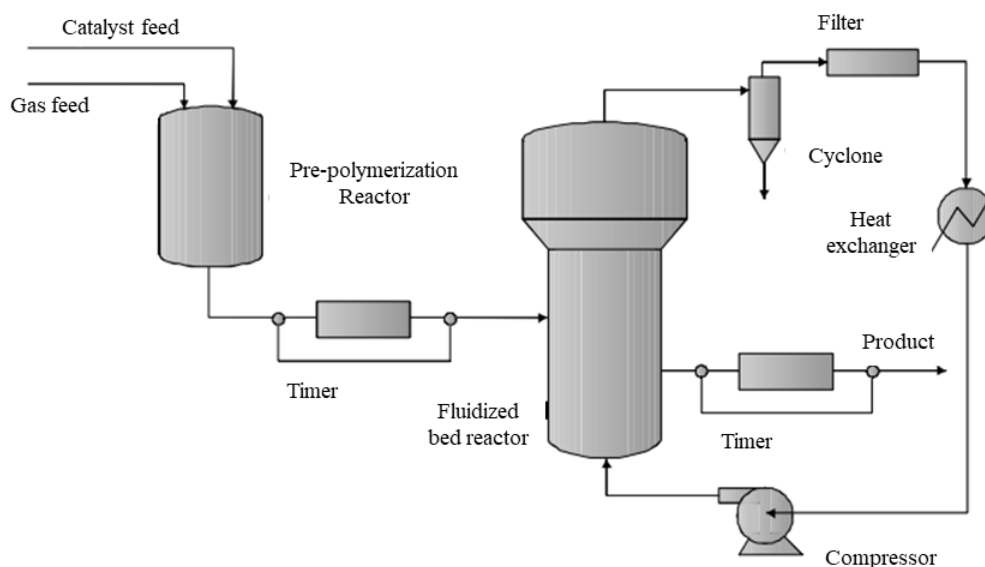 Catalyst feed
Gas feed
Pre-polymerization
Reactor
Timer
Fluidized
bed reactor
Filter
Cyclone
Heat
exchanger
Product
Timer
Compressor